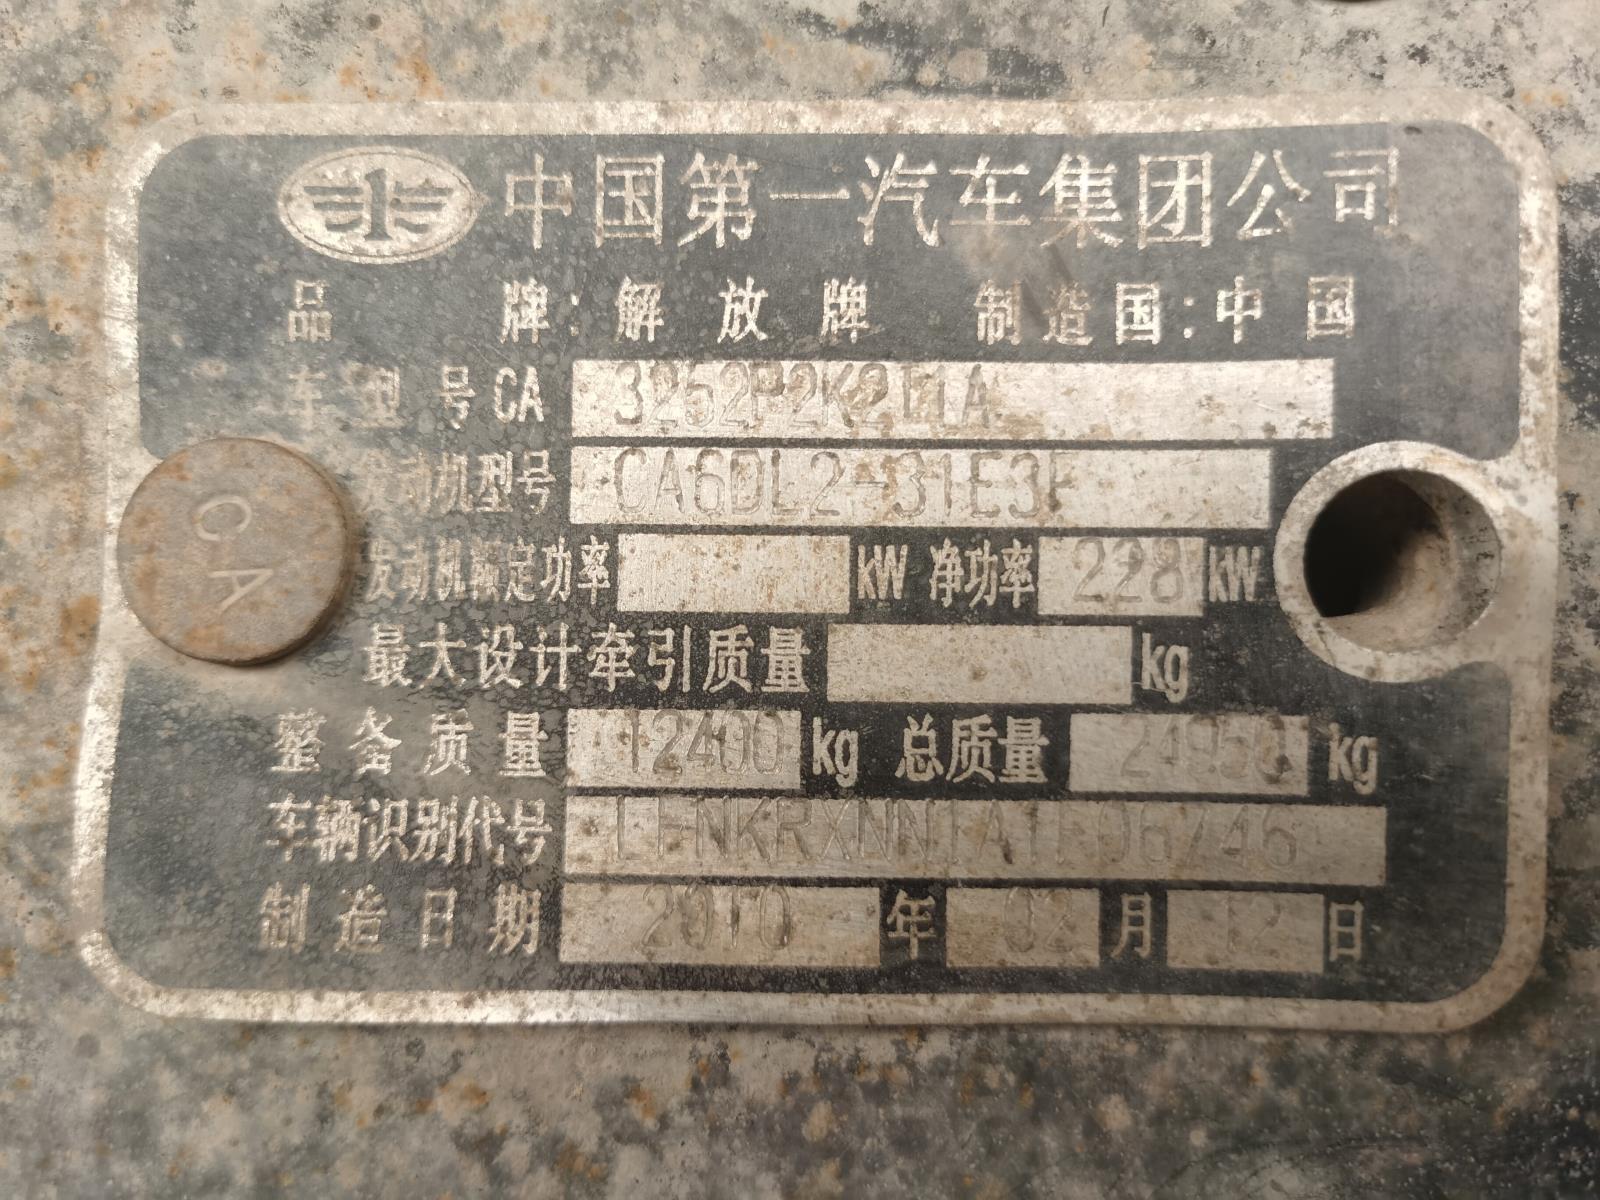 中国第一汽车集团公司
品 牌:解放牌 制造国:中国
车型号CA 3252P2K2T1A
发动机型号 CA6DL2-31E3F
发动机额定功率 kW 净功率 228 kW
最大设计牵引质量 kg
整备质量 12400 kg 总质量 24950 kg
车辆识别代号
制造日期 2010 年 02 月 12 日
CA